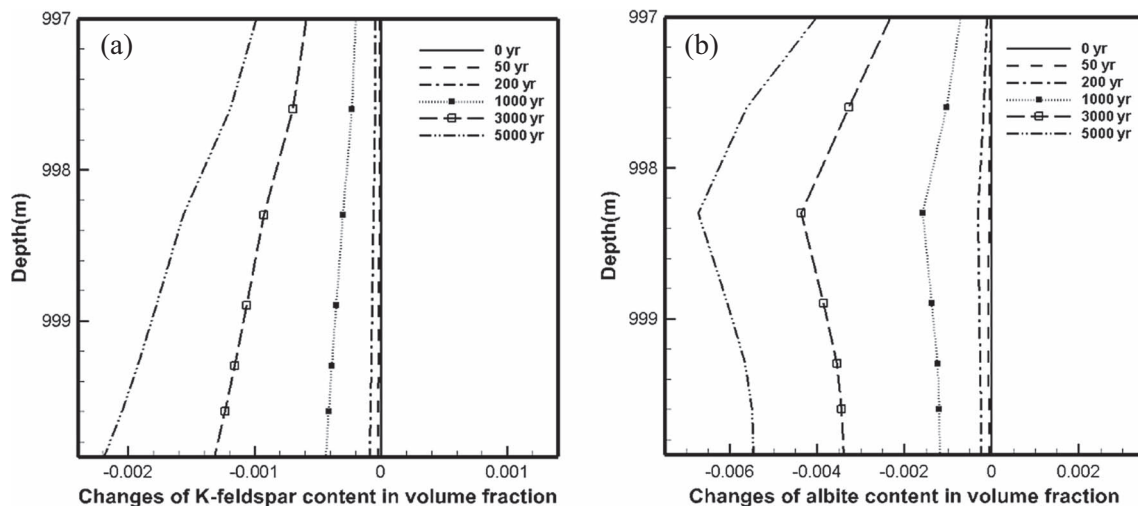 (a)
997
998
999
Depth(m)
0 yr
50 yr
200 yr
1000 yr
3000 yr
5000 yr
-0.002 -0.001 0 0.001
Changes of K-feldspar content in volume fraction
(b)
997
998
999
Depth(m)
0 yr
50 yr
200 yr
1000 yr
3000 yr
5000 yr
-0.006 -0.004 -0.002 0 0.002
Changes of albite content in volume fraction